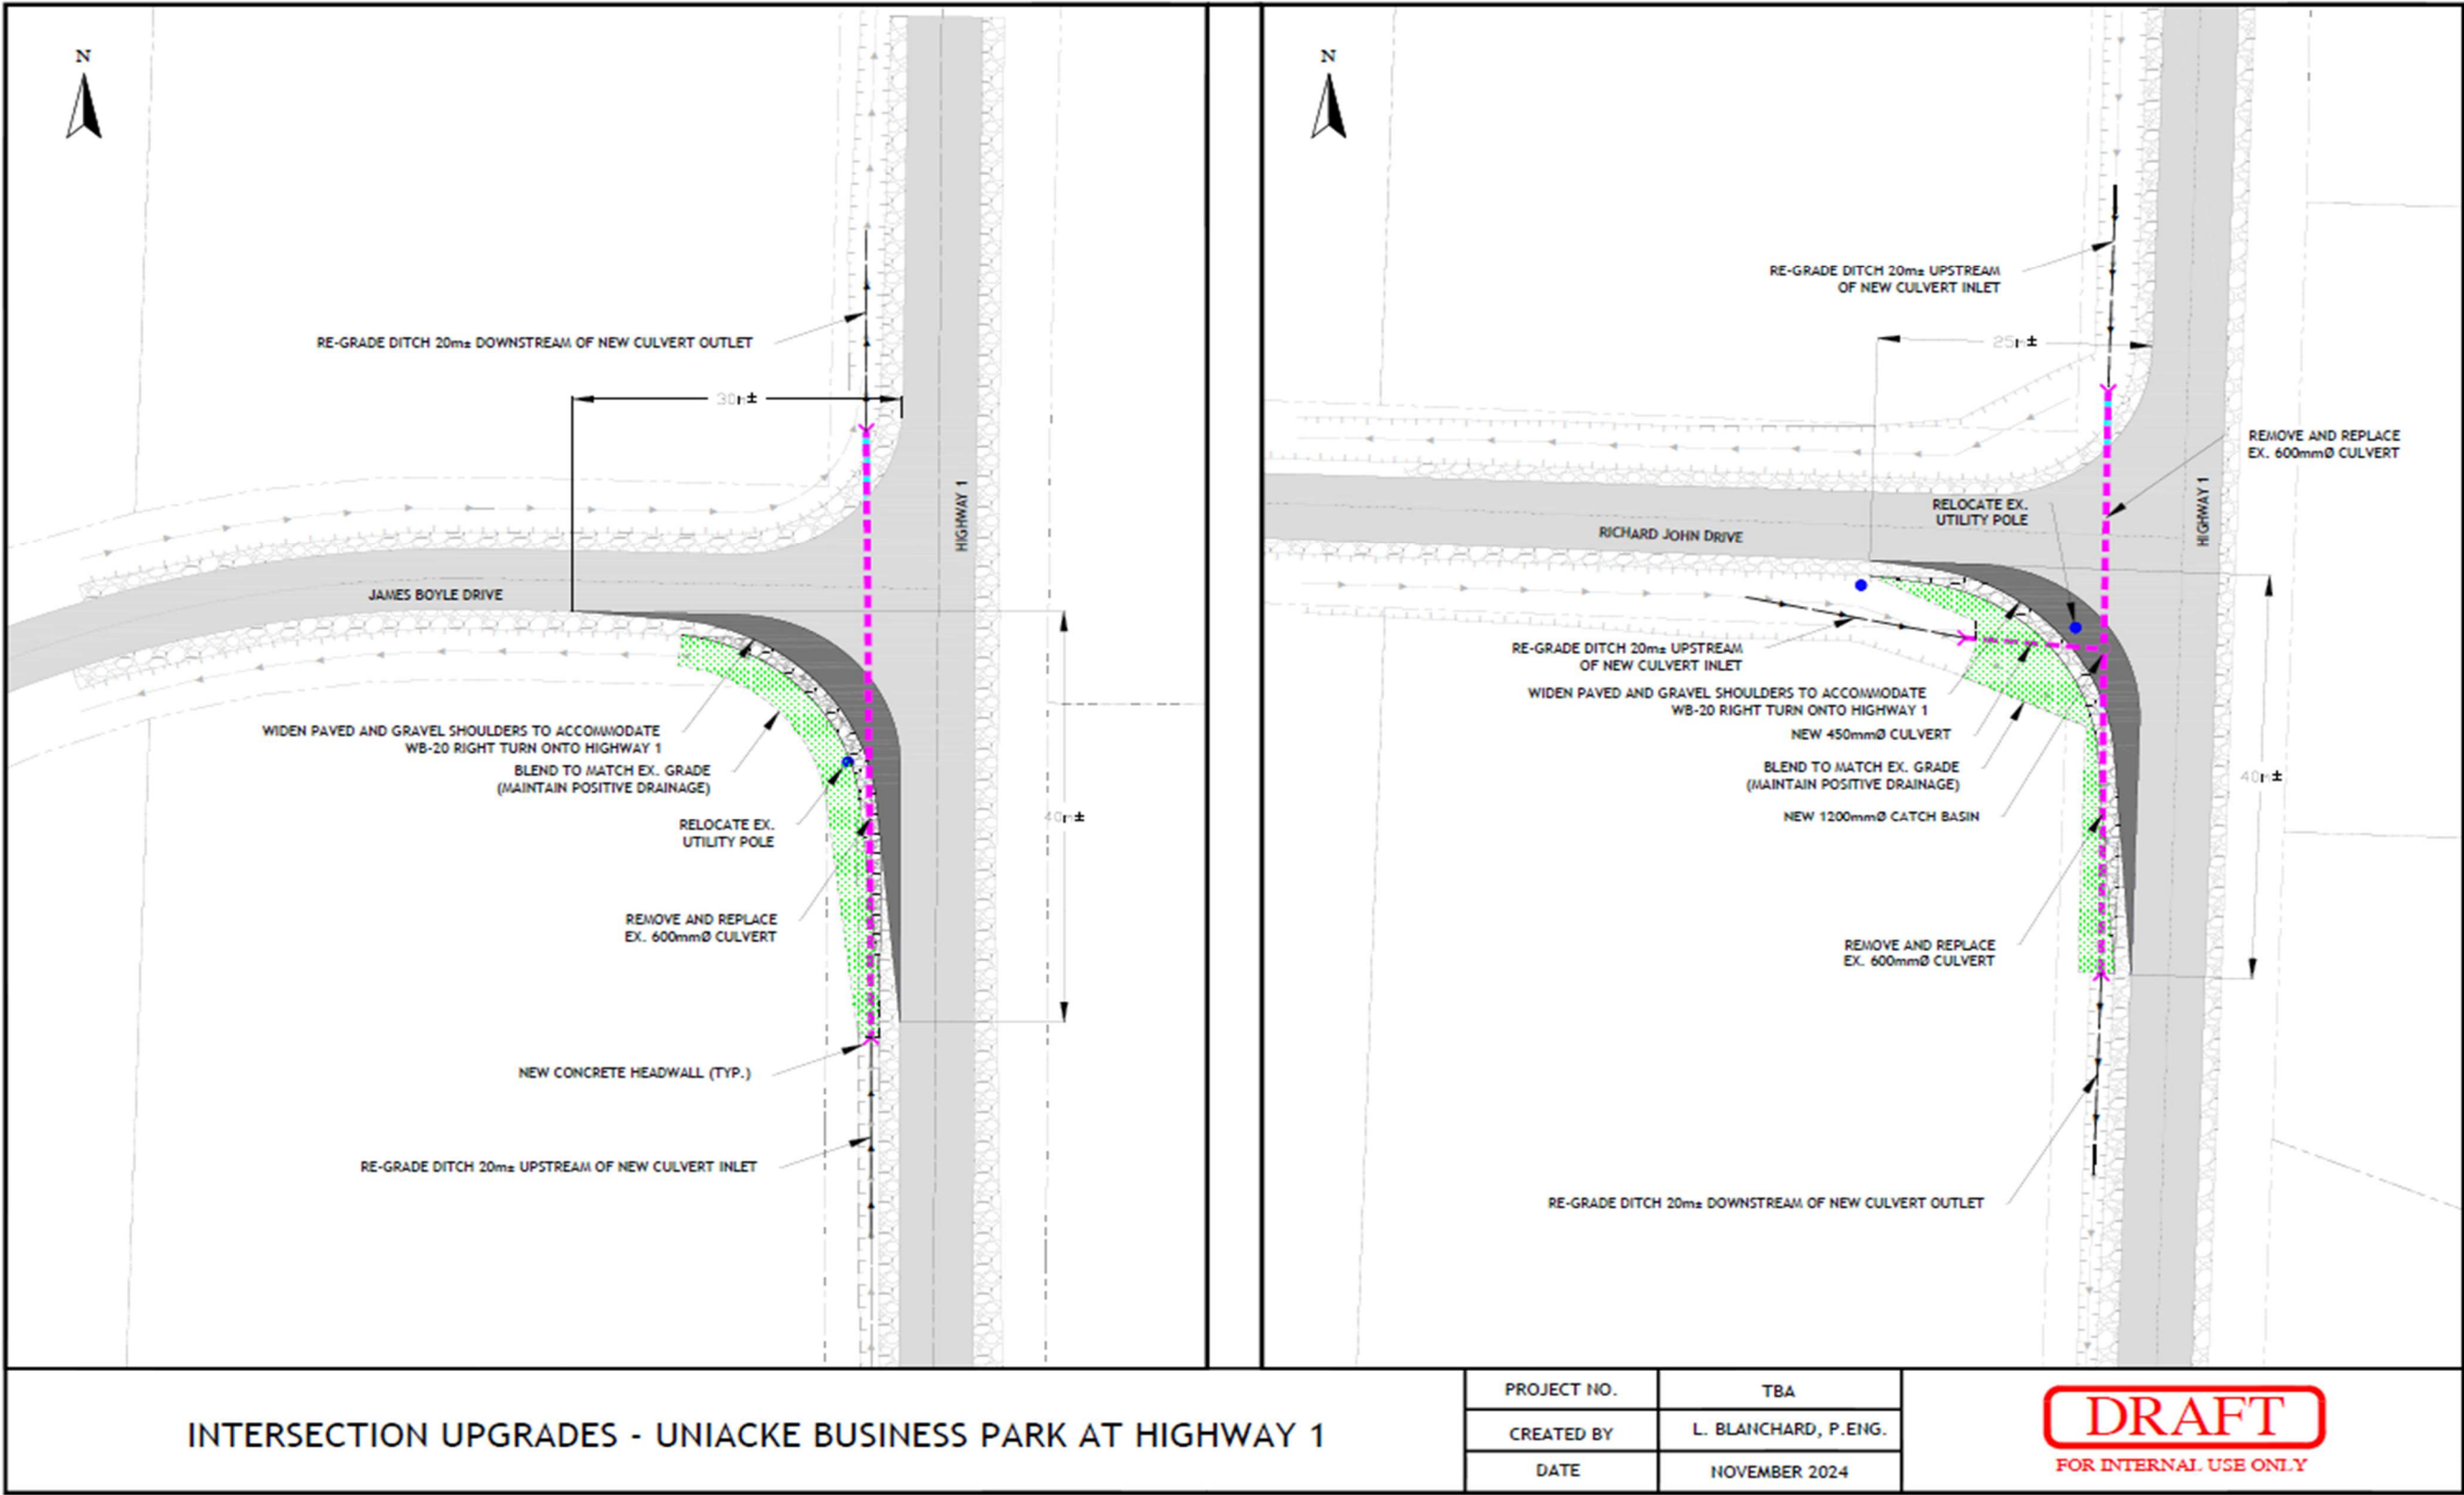 N
RE-GRADE DITCH 20m± DOWNSTREAM OF NEW CULVERT OUTLET
30m±
HIGHWAY 1
JAMES BOYLE DRIVE
WIDEN PAVED AND GRAVEL SHOULDERS TO ACCOMMODATE
WB-20 RIGHT TURN ONTO HIGHWAY 1
BLEND TO MATCH EX. GRADE
(MAINTAIN POSITIVE DRAINAGE)
RELOCATE EX.
UTILITY POLE
40m±
REMOVE AND REPLACE
EX. 600mmØ CULVERT
NEW CONCRETE HEADWALL (TYP.)
RE-GRADE DITCH 20m± UPSTREAM OF NEW CULVERT INLET
N
RE-GRADE DITCH 20m± UPSTREAM
OF NEW CULVERT INLET
25m±
REMOVE AND REPLACE
EX. 600mmØ CULVERT
RELOCATE EX.
UTILITY POLE
HIGHWAY 1
RICHARD JOHN DRIVE
RE-GRADE DITCH 20m± UPSTREAM
OF NEW CULVERT INLET
WIDEN PAVED AND GRAVEL SHOULDERS TO ACCOMMODATE
WB-20 RIGHT TURN ONTO HIGHWAY 1
NEW 450mmØ CULVERT
BLEND TO MATCH EX. GRADE
(MAINTAIN POSITIVE DRAINAGE)
40m±
NEW 1200mmØ CATCH BASIN
REMOVE AND REPLACE
EX. 600mmØ CULVERT
RE-GRADE DITCH 20m± DOWNSTREAM OF NEW CULVERT OUTLET
INTERSECTION UPGRADES - UNIACKE BUSINESS PARK AT HIGHWAY 1
PROJECT NO. TBA
CREATED BY L. BLANCHARD, P.ENG.
DATE NOVEMBER 2024
DRAFT
FOR INTERNAL USE ONLY